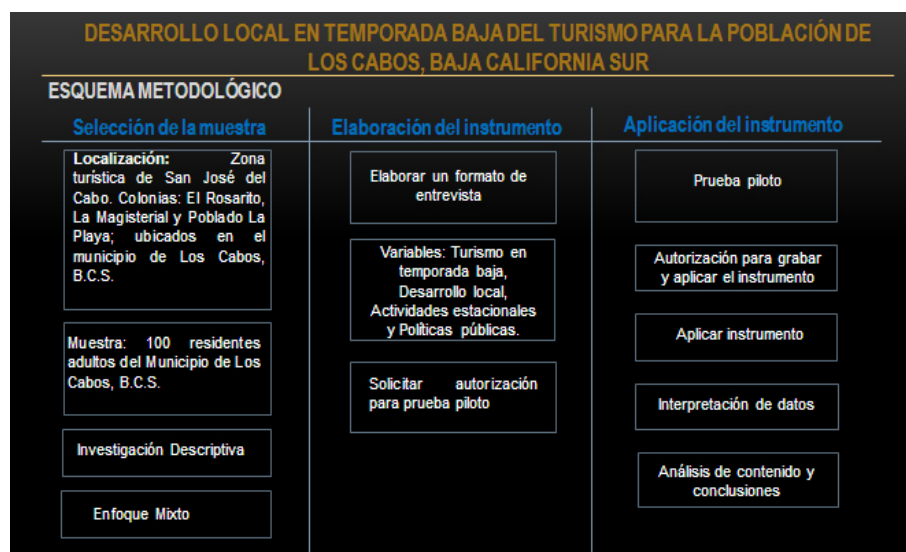 DESARROLLO LOCAL EN TEMPORADA BAJA DEL TURISMO PARA LA POBLACIÓN DE
LOS CABOS, BAJA CALIFORNIA SUR
ESQUEMA METODOLÓGICO
Selección de la muestra
Localización: Zona
turística de San José del
Cabo. Colonias: El Rosarito,
La Magisterial y Poblado La
Playa; ubicados en el
municipio de Los Cabos,
B.C.S.
Muestra: 100 residentes
adultos del Municipio de Los
Cabos, B.C.S.
Investigación Descriptiva
Enfoque Mixto
Elaboración del instrumento
Elaborar un formato de
entrevista
Variables: Turismo en
temporada baja,
Desarrollo local,
Actividades estacionales
y Políticas públicas.
Solicitar autorización
para prueba piloto
Aplicación del instrumento
Prueba piloto
Autorización para grabar
y aplicar el instrumento
Aplicar instrumento
Interpretación de datos
Análisis de contenido y
conclusiones